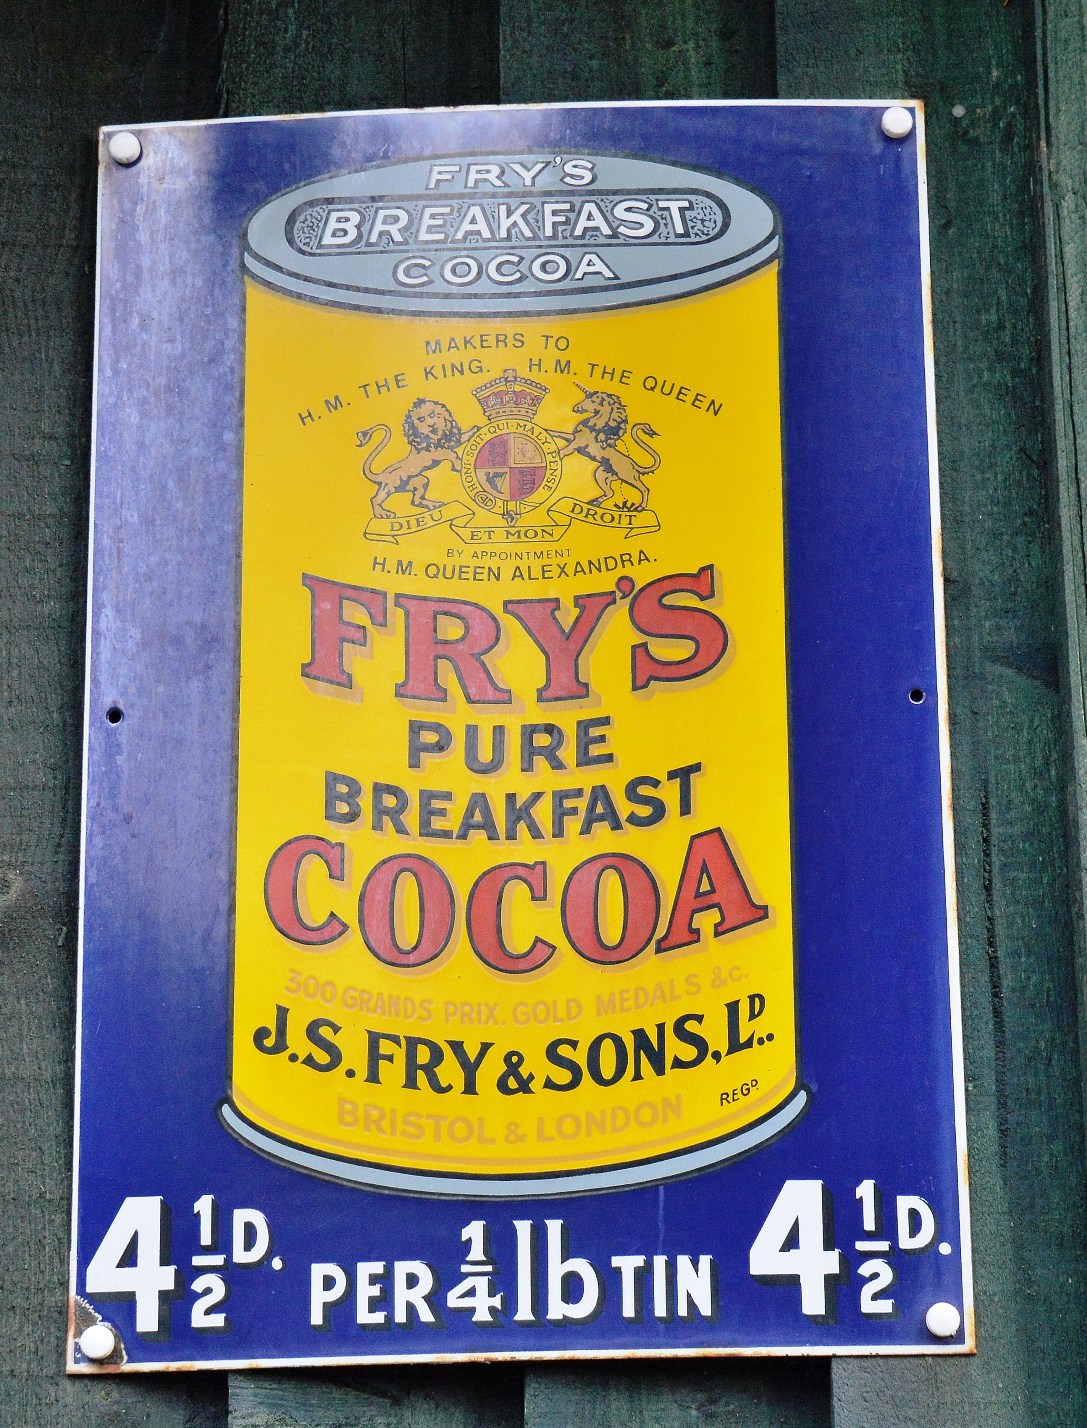 FRY'S
BREAKFAST
COCOA
MAKERS TO
H.M. THE KING. H.M. THE QUEEN
HONI·SOIT·QUI·MAL·Y·PENSE
DIEU ET MON DROIT
BY APPOINTMENT
H.M. QUEEN ALEXANDRA.
FRY'S
PURE
BREAKFAST
COCOA
300 GRANDS PRIX. GOLD MEDALS &c.
J.S. FRY & SONS, LD..
BRISTOL & LONDON
REGD.
4½D. PER ¼ lb TIN 4½D.